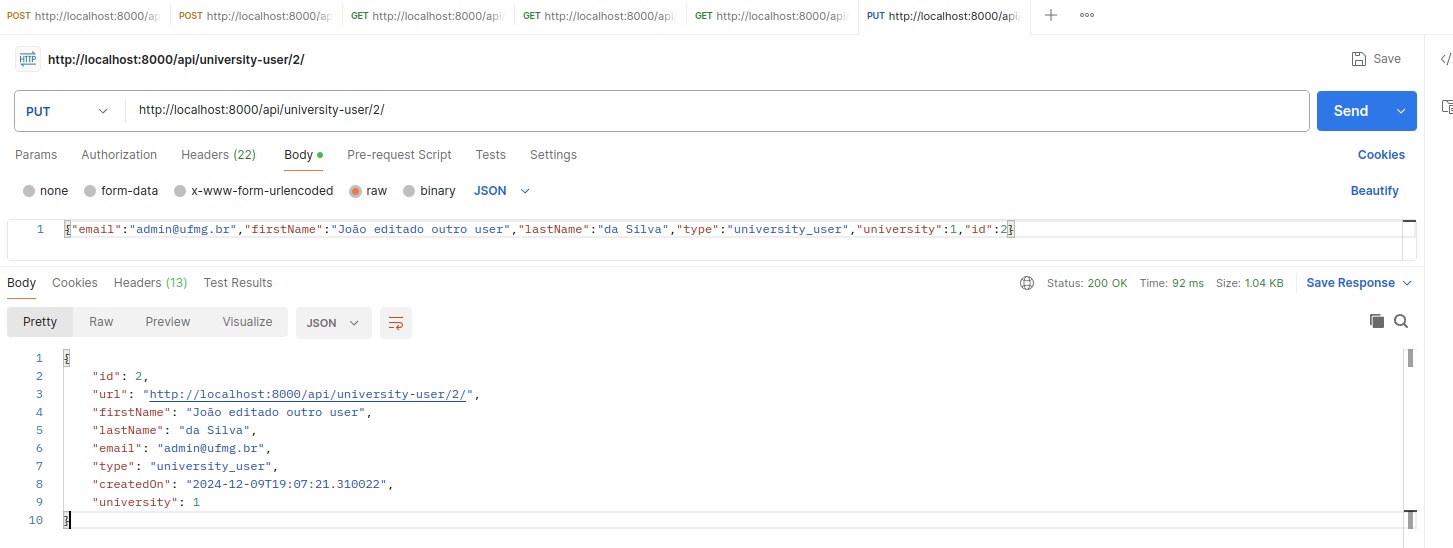 POST http://localhost:8000/ap POST http://localhost:8000/ap GET http://localhost:8000/api/ GET http://localhost:8000/api/ GET http://localhost:8000/api/ PUT http://localhost:8000/api/
HTTP http://localhost:8000/api/university-user/2/ Save </
PUT http://localhost:8000/api/university-user/2/ Send
Params Authorization Headers (22) Body Pre-request Script Tests Settings Cookies
none form-data x-www-form-urlencoded raw binary JSON Beautify
1 {"email":"admin@ufmg.br","firstName":"João editado outro user","lastName":"da Silva","type":"university_user","university":1,"id":2}
Body Cookies Headers (13) Test Results Status: 200 OK Time: 92 ms Size: 1.04 KB Save Response
Pretty Raw Preview Visualize JSON
1 {
2 "id": 2,
3 "url": "http://localhost:8000/api/university-user/2/",
4 "firstName": "João editado outro user",
5 "lastName": "da Silva",
6 "email": "admin@ufmg.br",
7 "type": "university_user",
8 "createdOn": "2024-12-09T19:07:21.310022",
9 "university": 1
10 }